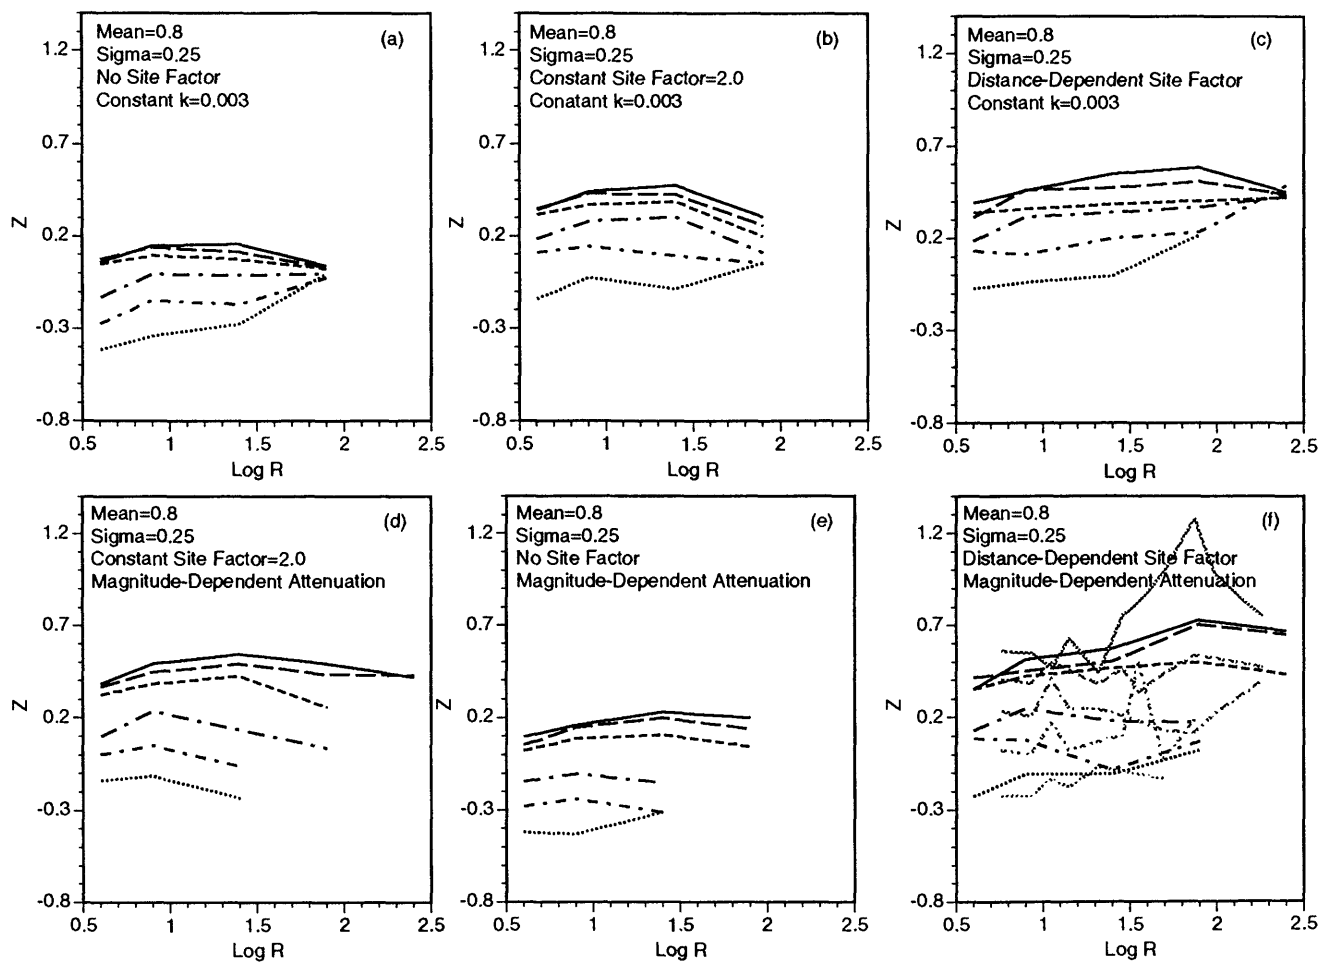 Mean=0.8
Sigma=0.25
No Site Factor
Constant k=0.003
(a)
1.2
0.7
0.2
-0.3
-0.8
Z
0.5 1 1.5 2 2.5
Log R
Mean=0.8
Sigma=0.25
Constant Site Factor=2.0
Conatant k=0.003
(b)
1.2
0.7
0.2
-0.3
-0.8
Z
0.5 1 1.5 2 2.5
Log R
Mean=0.8
Sigma=0.25
Distance-Dependent Site Factor
Constant k=0.003
(c)
1.2
0.7
0.2
-0.3
-0.8
Z
0.5 1 1.5 2 2.5
Log R
Mean=0.8
Sigma=0.25
Constant Site Factor=2.0
Magnitude-Dependent Attenuation
(d)
1.2
0.7
0.2
-0.3
-0.8
Z
0.5 1 1.5 2 2.5
Log R
Mean=0.8
Sigma=0.25
No Site Factor
Magnitude-Dependent Attenuation
(e)
1.2
0.7
0.2
-0.3
-0.8
Z
0.5 1 1.5 2 2.5
Log R
Mean=0.8
Sigma=0.25
Distance-Dependent Site Factor
Magnitude-Dependent Attenuation
(f)
1.2
0.7
0.2
-0.3
-0.8
Z
0.5 1 1.5 2 2.5
Log R